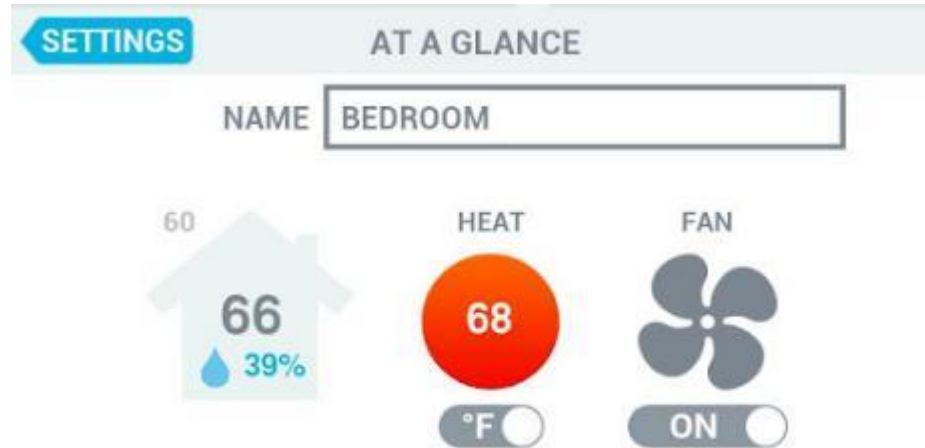 SETTINGS AT A GLANCE
NAME BEDROOM
60 HEAT FAN
66 68
39%
°F ON